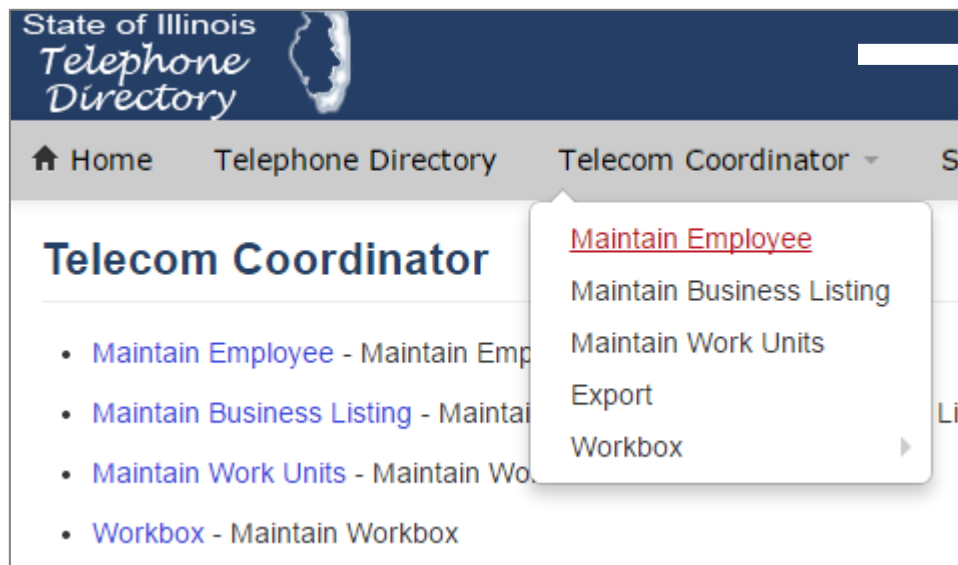 State of Illinois
Telephone
Directory
Home Telephone Directory Telecom Coordinator S
Telecom Coordinator
Maintain Employee
Maintain Business Listing
Maintain Work Units
Export
Workbox
• Maintain Employee - Maintain Emp
• Maintain Business Listing - Maintai Li
• Maintain Work Units - Maintain Wo
• Workbox - Maintain Workbox